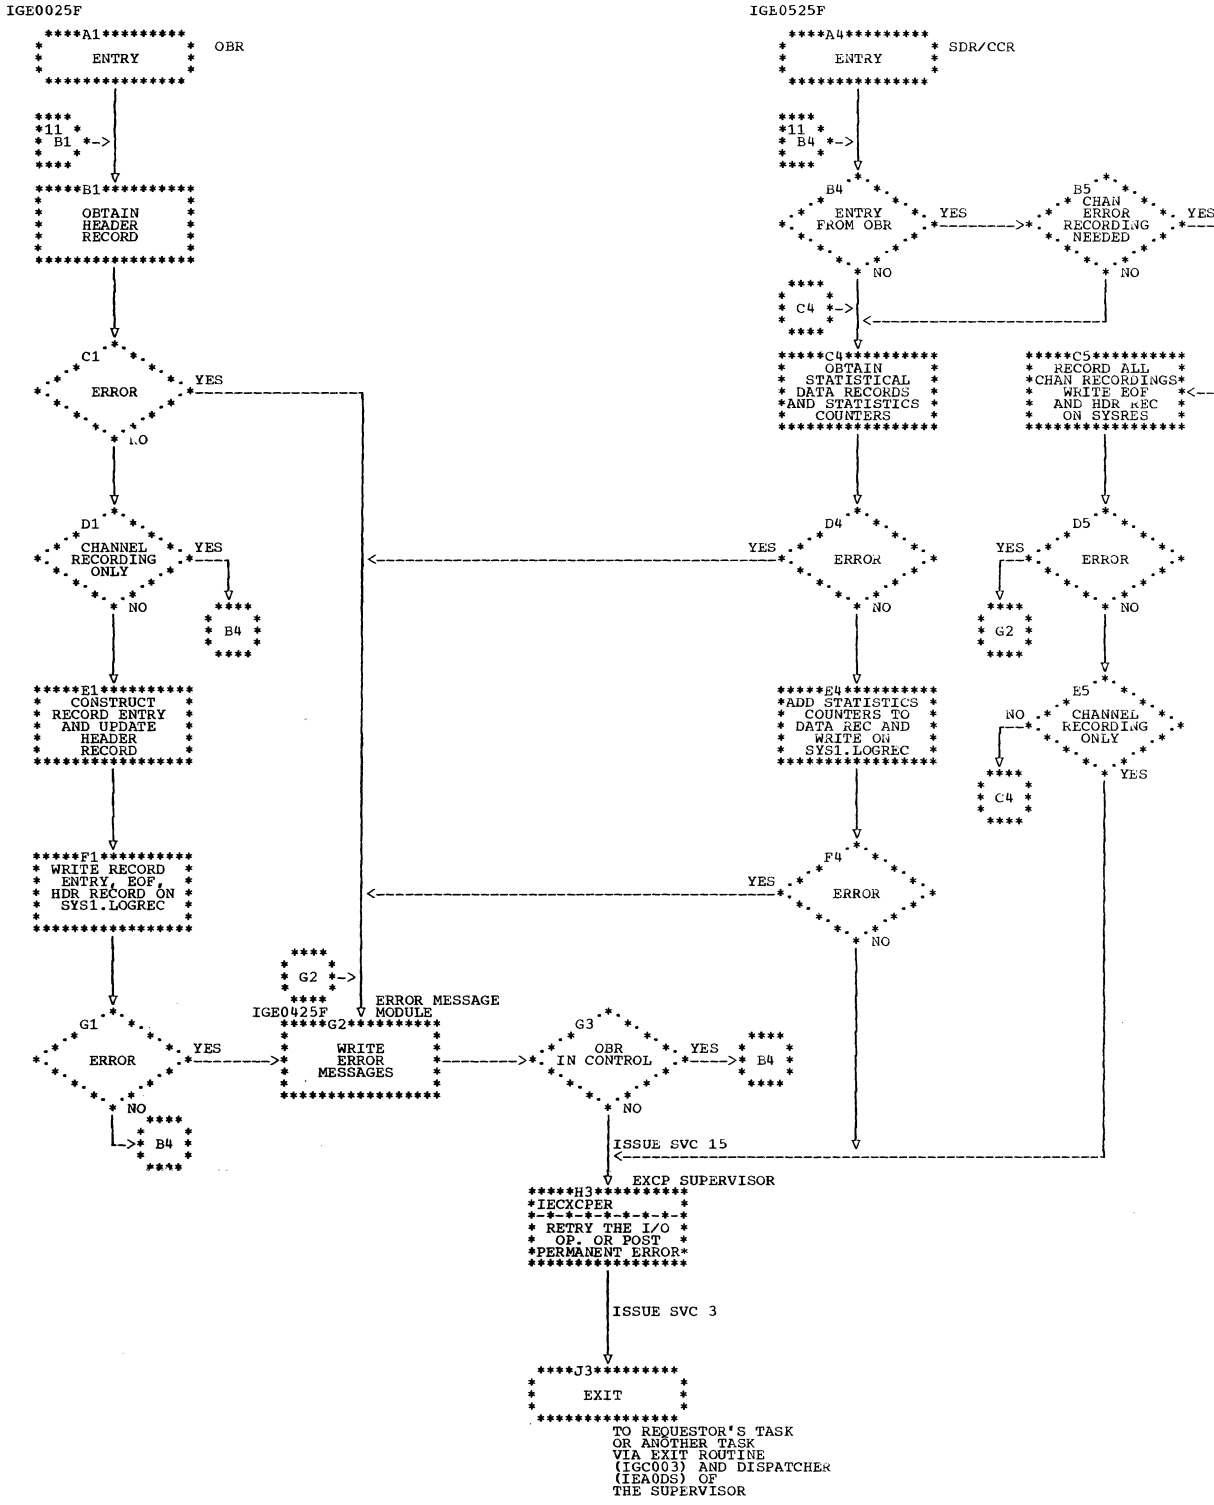 IGE0025F
IGE0525F
A1
ENTRY
OBR
A4
ENTRY
SDR/CCR
11
B1
11
B4
B1
OBTAIN
HEADER
RECORD
B4
ENTRY
FROM OBR
YES
NO
B5
CHAN
ERROR
RECORDING
NEEDED
YES
NO
C4
C1
ERROR
YES
NO
C4
OBTAIN
STATISTICAL
DATA RECORDS
AND STATISTICS
COUNTERS
C5
RECORD ALL
CHAN RECORDINGS
WRITE EOF
AND HDR REC
ON SYSRES
D1
CHANNEL
RECORDING
ONLY
YES
NO
B4
D4
ERROR
YES
NO
D5
ERROR
YES
NO
G2
E1
CONSTRUCT
RECORD ENTRY
AND UPDATE
HEADER
RECORD
E4
ADD STATISTICS
COUNTERS TO
DATA REC AND
WRITE ON
SYS1.LOGREC
E5
CHANNEL
RECORDING
ONLY
NO
YES
C4
F1
WRITE RECORD
ENTRY, EOF,
HDR RECORD ON
SYS1.LOGREC
F4
ERROR
YES
NO
G2
ERROR MESSAGE
MODULE
IGE0425F
G1
ERROR
YES
NO
B4
G2
WRITE
ERROR
MESSAGES
G3
OBR
IN CONTROL
YES
NO
B4
ISSUE SVC 15
EXCP SUPERVISOR
H3
IECXCPER
RETRY THE I/O
OP. OR POST
PERMANENT ERROR
ISSUE SVC 3
J3
EXIT
TO REQUESTOR'S TASK
OR ANOTHER TASK
VIA EXIT ROUTINE
(IGC003) AND DISPATCHER
(IEA0DS) OF
THE SUPERVISOR